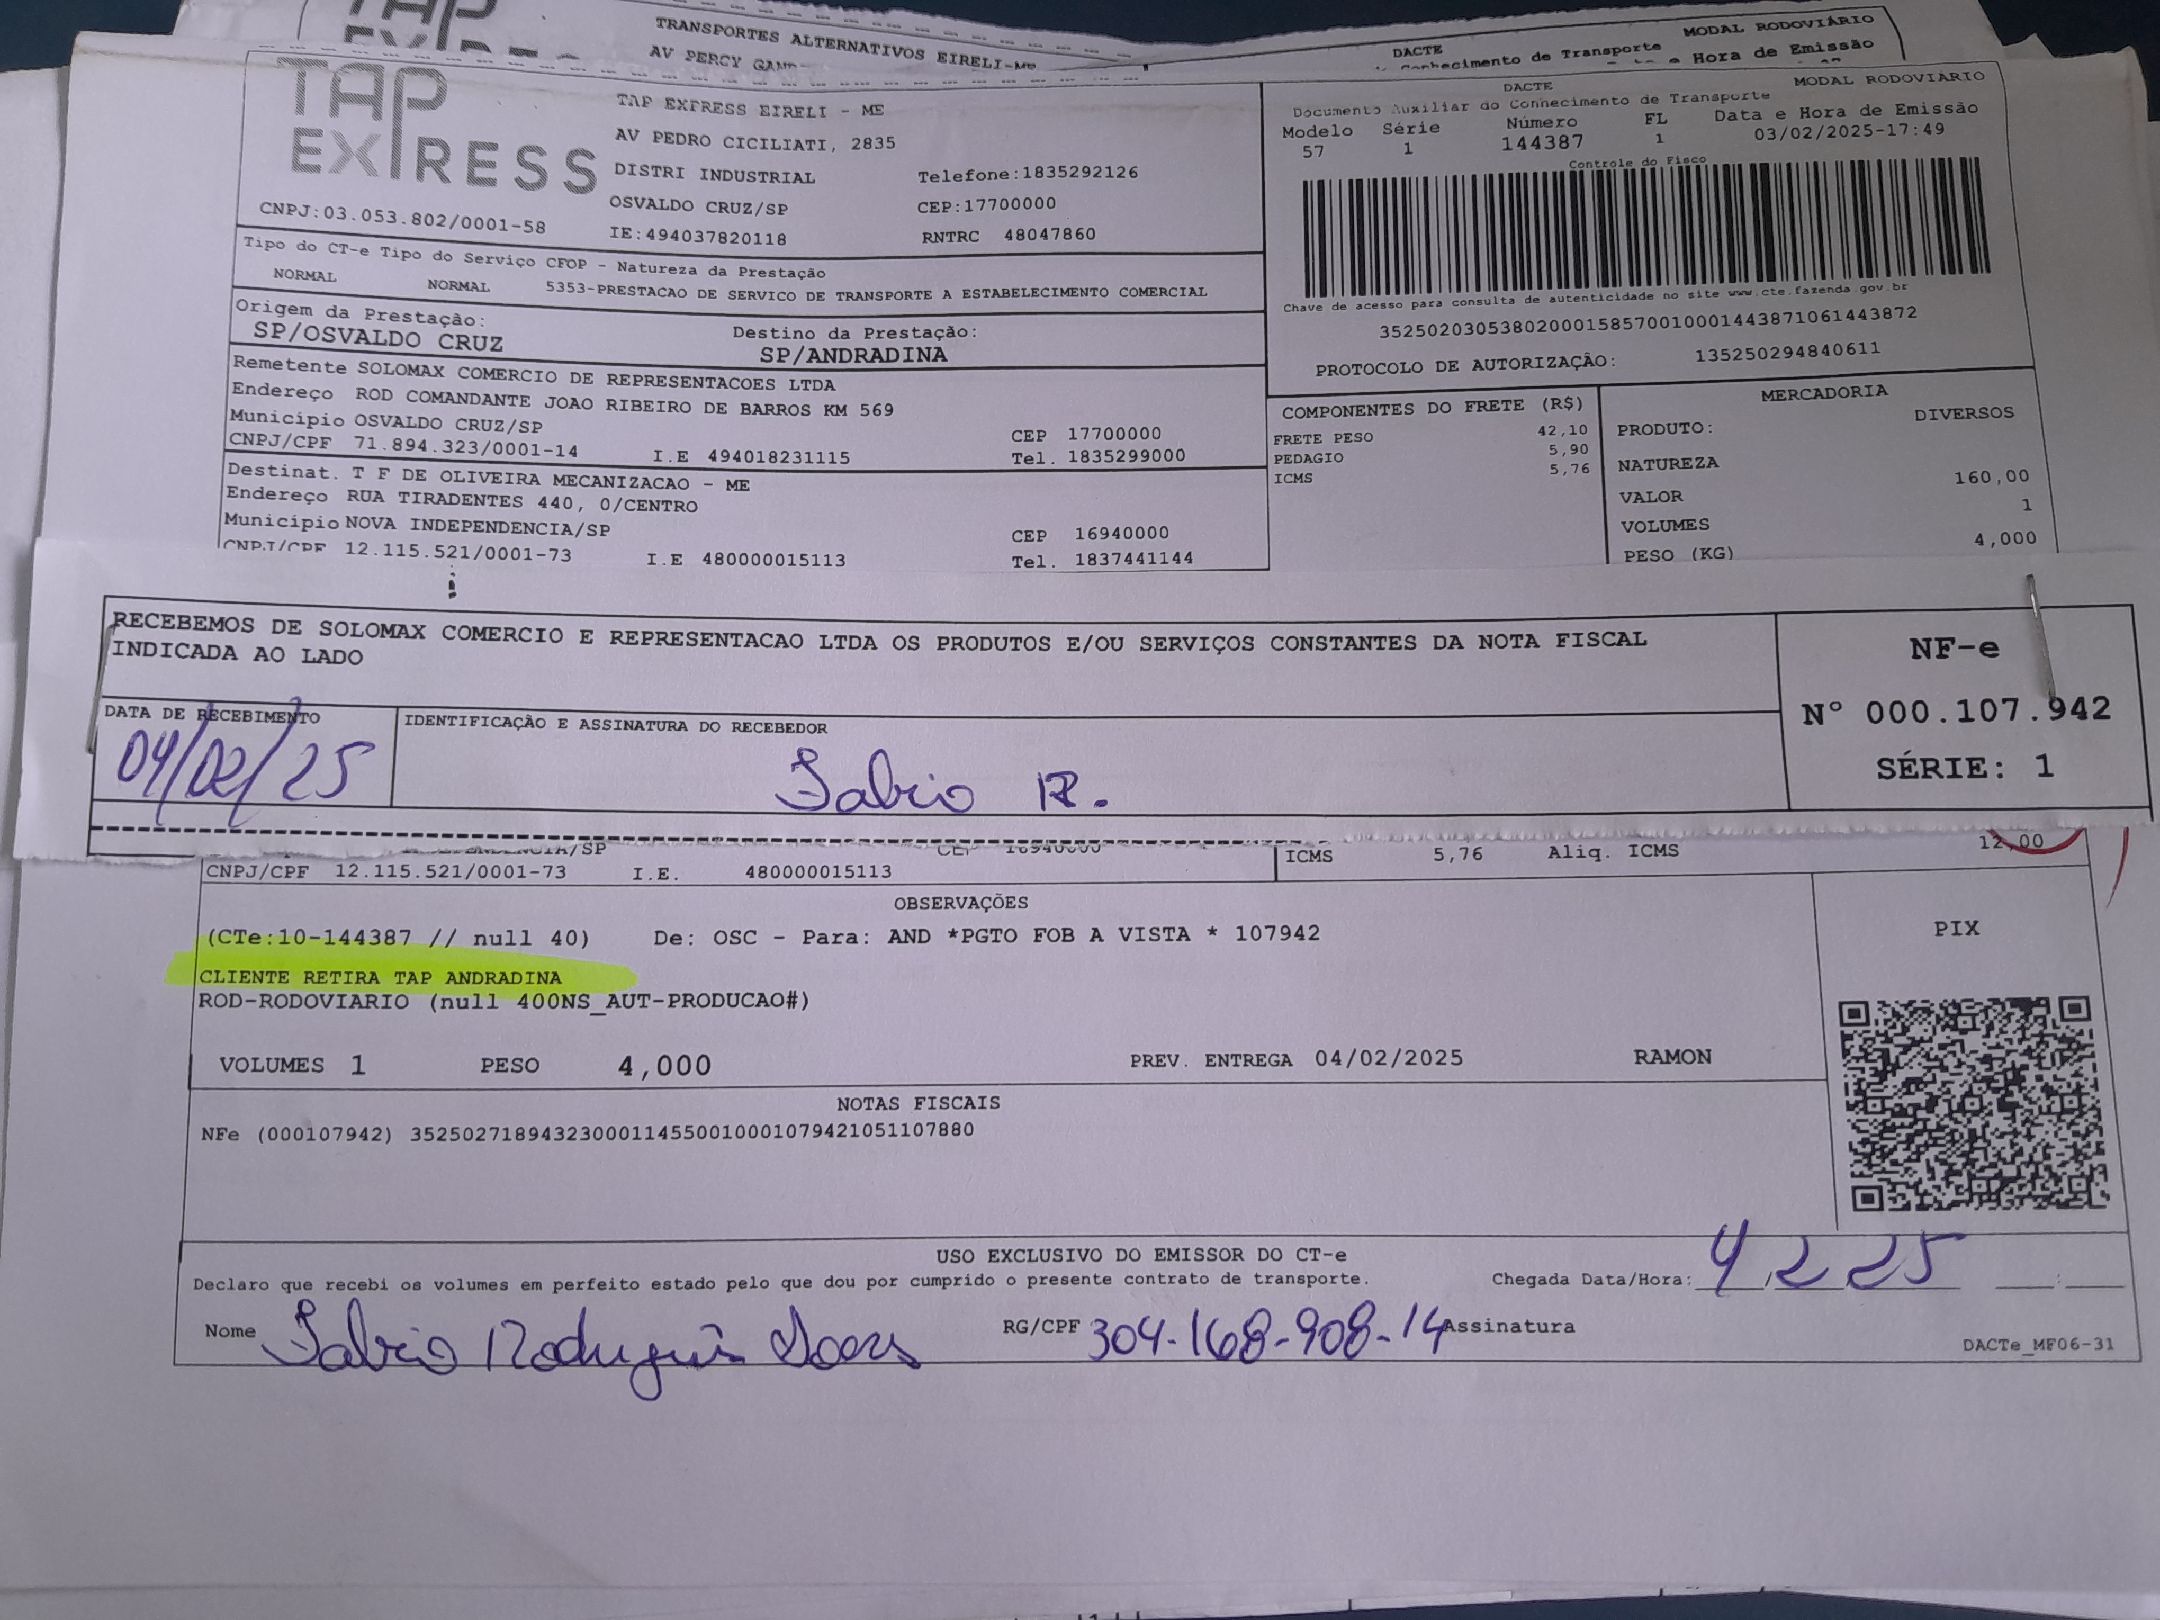 TAP
TRANSPORTES ALTERNATIVOS EIRELI-ME
AV PERCY
DACTE
MODAL RODOVIÁRIO
Conhecimento de Transporte
Hora de Emissão
TAP
EXPRESS
CNPJ:03.053.802/0001-58
TAP EXPRESS EIRELI - ME
AV PEDRO CICILIATI, 2835
DISTRI INDUSTRIAL Telefone:1835292126
OSVALDO CRUZ/SP CEP:17700000
IE:494037820118 RNTRC 48047860
DACTE MODAL RODOVIÁRIO
Documento Auxiliar do Conhecimento de Transporte
Modelo Série Número FL Data e Hora de Emissão
57 1 144387 1 03/02/2025-17:49
Controle do Fisco
Chave de acesso para consulta de autenticidade no site www.cte.fazenda.gov.br
35250203053802000158570010001443871061443872
PROTOCOLO DE AUTORIZAÇÃO: 135250294840611
Tipo do CT-e Tipo do Serviço CFOP - Natureza da Prestação
NORMAL NORMAL 5353-PRESTACAO DE SERVICO DE TRANSPORTE A ESTABELECIMENTO COMERCIAL
Origem da Prestação: Destino da Prestação:
SP/OSVALDO CRUZ SP/ANDRADINA
Remetente SOLOMAX COMERCIO DE REPRESENTACOES LTDA
Endereço ROD COMANDANTE JOAO RIBEIRO DE BARROS KM 569
Município OSVALDO CRUZ/SP CEP 17700000
CNPJ/CPF 71.894.323/0001-14 I.E 494018231115 Tel. 1835299000
Destinat. T F DE OLIVEIRA MECANIZACAO - ME
Endereço RUA TIRADENTES 440, 0/CENTRO
Município NOVA INDEPENDENCIA/SP CEP 16940000
CNPJ/CPF 12.115.521/0001-73 I.E 480000015113 Tel. 1837441144
COMPONENTES DO FRETE (R$)
FRETE PESO 42,10
PEDAGIO 5,90
ICMS 5,76
MERCADORIA
PRODUTO: DIVERSOS
NATUREZA
VALOR 160,00
VOLUMES 1
PESO (KG) 4,000
RECEBEMOS DE SOLOMAX COMERCIO E REPRESENTACAO LTDA OS PRODUTOS E/OU SERVIÇOS CONSTANTES DA NOTA FISCAL
INDICADA AO LADO
DATA DE RECEBIMENTO IDENTIFICAÇÃO E ASSINATURA DO RECEBEDOR
04/02/25 Fabio R.
NF-e
Nº 000.107.942
SÉRIE: 1
/SP
CNPJ/CPF 12.115.521/0001-73 I.E. 480000015113
ICMS 5,76 Aliq. ICMS 12,00
OBSERVAÇÕES
(CTe:10-144387 // null 40) De: OSC - Para: AND *PGTO FOB A VISTA * 107942
CLIENTE RETIRA TAP ANDRADINA
ROD-RODOVIARIO (null 400NS_AUT-PRODUCAO#)
VOLUMES 1 PESO 4,000 PREV. ENTREGA 04/02/2025 RAMON
PIX
NOTAS FISCAIS
NFe (000107942) 35250271894323000114550010001079421051107880
USO EXCLUSIVO DO EMISSOR DO CT-e
Declaro que recebi os volumes em perfeito estado pelo que dou por cumprido o presente contrato de transporte. Chegada Data/Hora: 4/2 25 :
Nome Fabio Rodrigues RG/CPF 304-168-908-14 Assinatura
DACTe_MF06-31